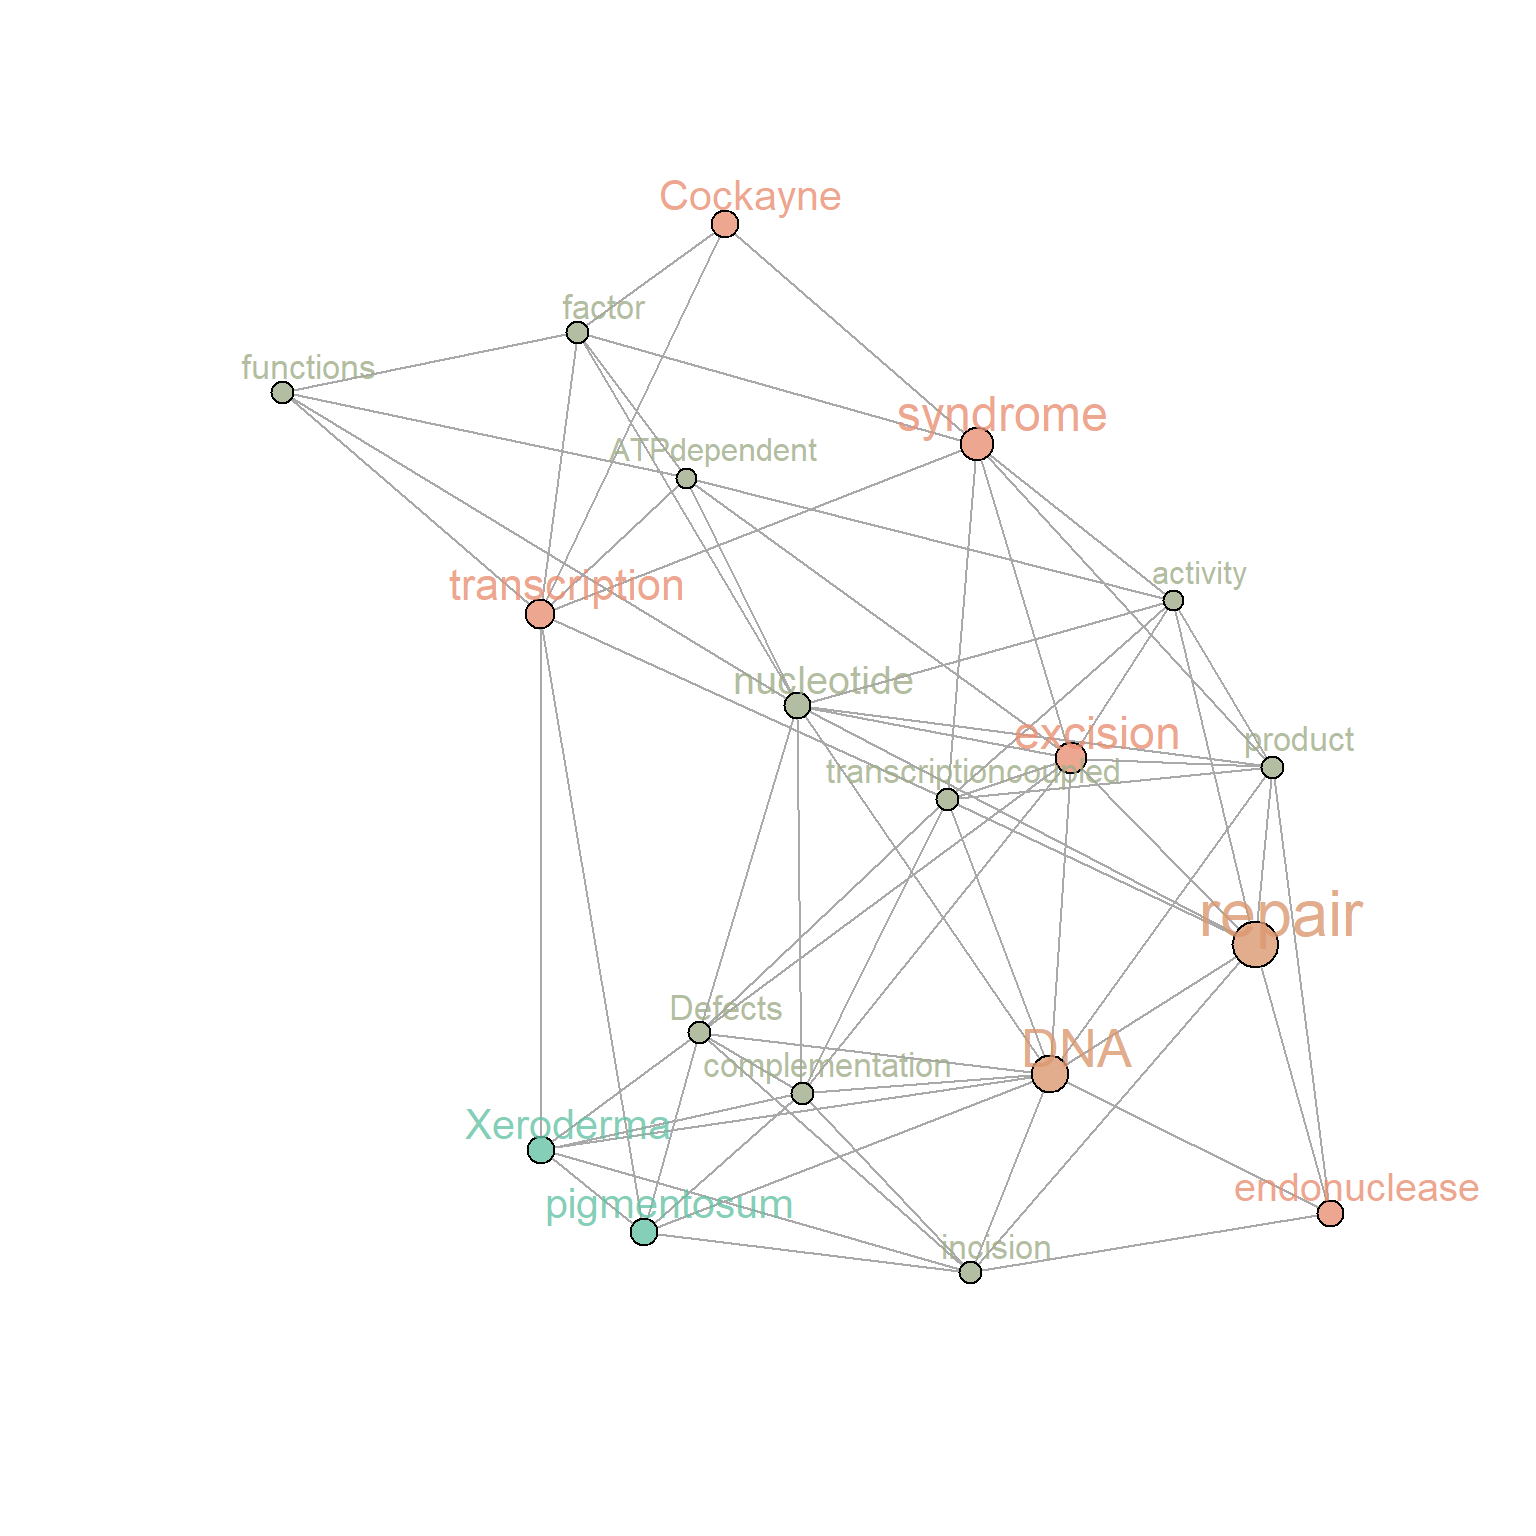 Cockayne
factor
functions
syndrome
ATPdependent
activity
transcription
nucleotide
excision
product
transcriptioncoupled
repair
Defects
DNA
complementation
Xeroderma
endonuclease
pigmentosum
incision